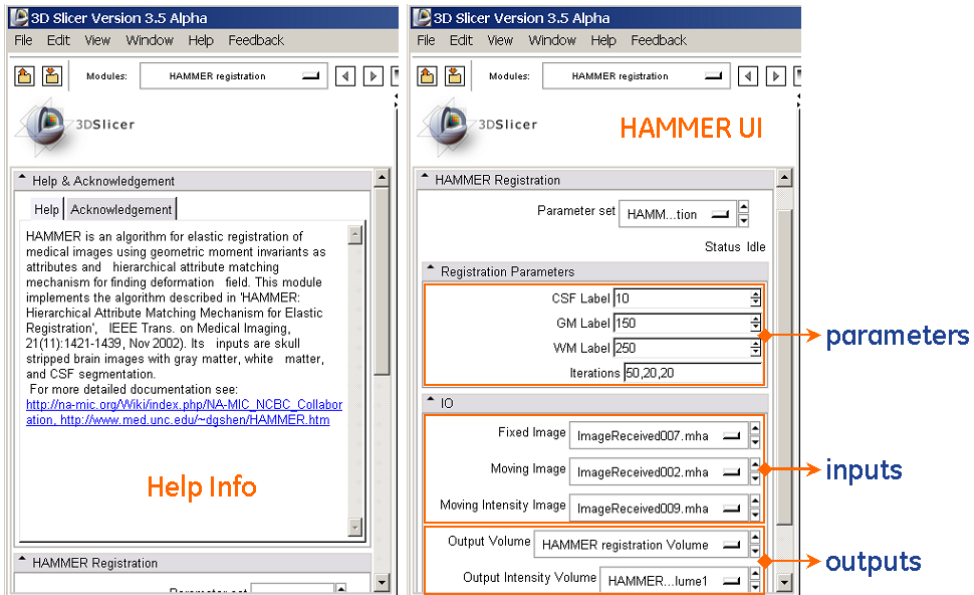 3D Slicer Version 3.5 Alpha
File Edit View Window Help Feedback
Modules: HAMMER registration
3DSlicer
Help & Acknowledgement
Help Acknowledgement
HAMMER is an algorithm for elastic registration of
medical images using geometric moment invariants as
attributes and hierarchical attribute matching
mechanism for finding deformation field. This module
implements the algorithm described in 'HAMMER:
Hierarchical Attribute Matching Mechanism for Elastic
Registration', IEEE Trans. on Medical Imaging,
21(11):1421-1439, Nov 2002). Its inputs are skull
stripped brain images with gray matter, white matter,
and CSF segmentation.
For more detailed documentation see:
http://na-mic.org/Wiki/index.php/NA-MIC_NCBC_Collabor
ation, http://www.med.unc.edu/~dgshen/HAMMER.htm
Help Info
HAMMER Registration
Parameter set
3D Slicer Version 3.5 Alpha
File Edit View Window Help Feedback
Modules: HAMMER registration
3DSlicer
HAMMER UI
HAMMER Registration
Parameter set HAMM...tion
Status Idle
Registration Parameters
CSF Label 10
GM Label 150
WM Label 250
Iterations 50,20,20
parameters
IO
Fixed Image ImageReceived007.mha
Moving Image ImageReceived002.mha
Moving Intensity Image ImageReceived009.mha
inputs
Output Volume HAMMER registration Volume
Output Intensity Volume HAMMER...lume1
outputs